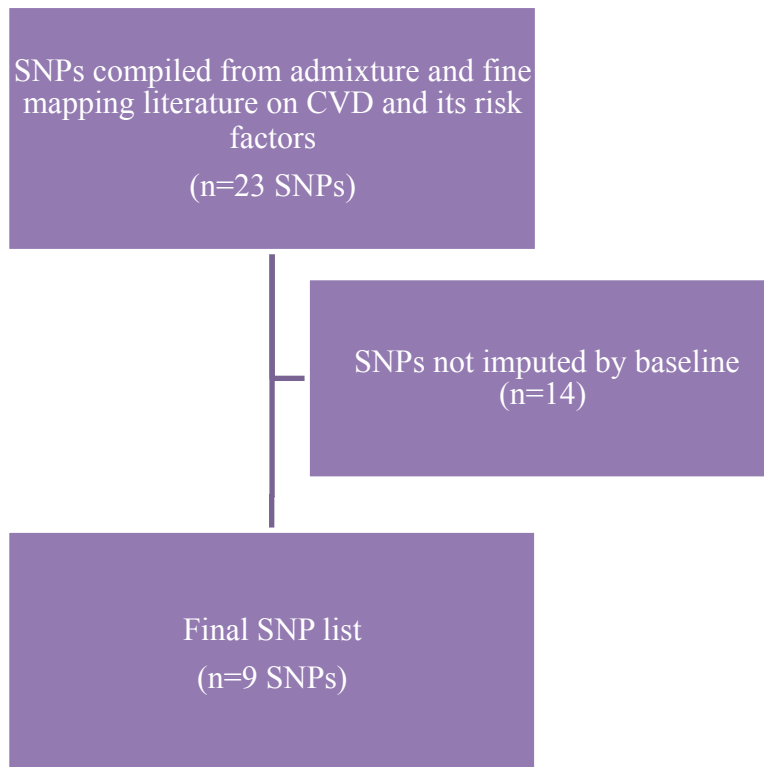 SNPs compiled from admixture and fine
mapping literature on CVD and its risk
factors
(n=23 SNPs)
SNPs not imputed by baseline
(n=14)
Final SNP list
(n=9 SNPs)